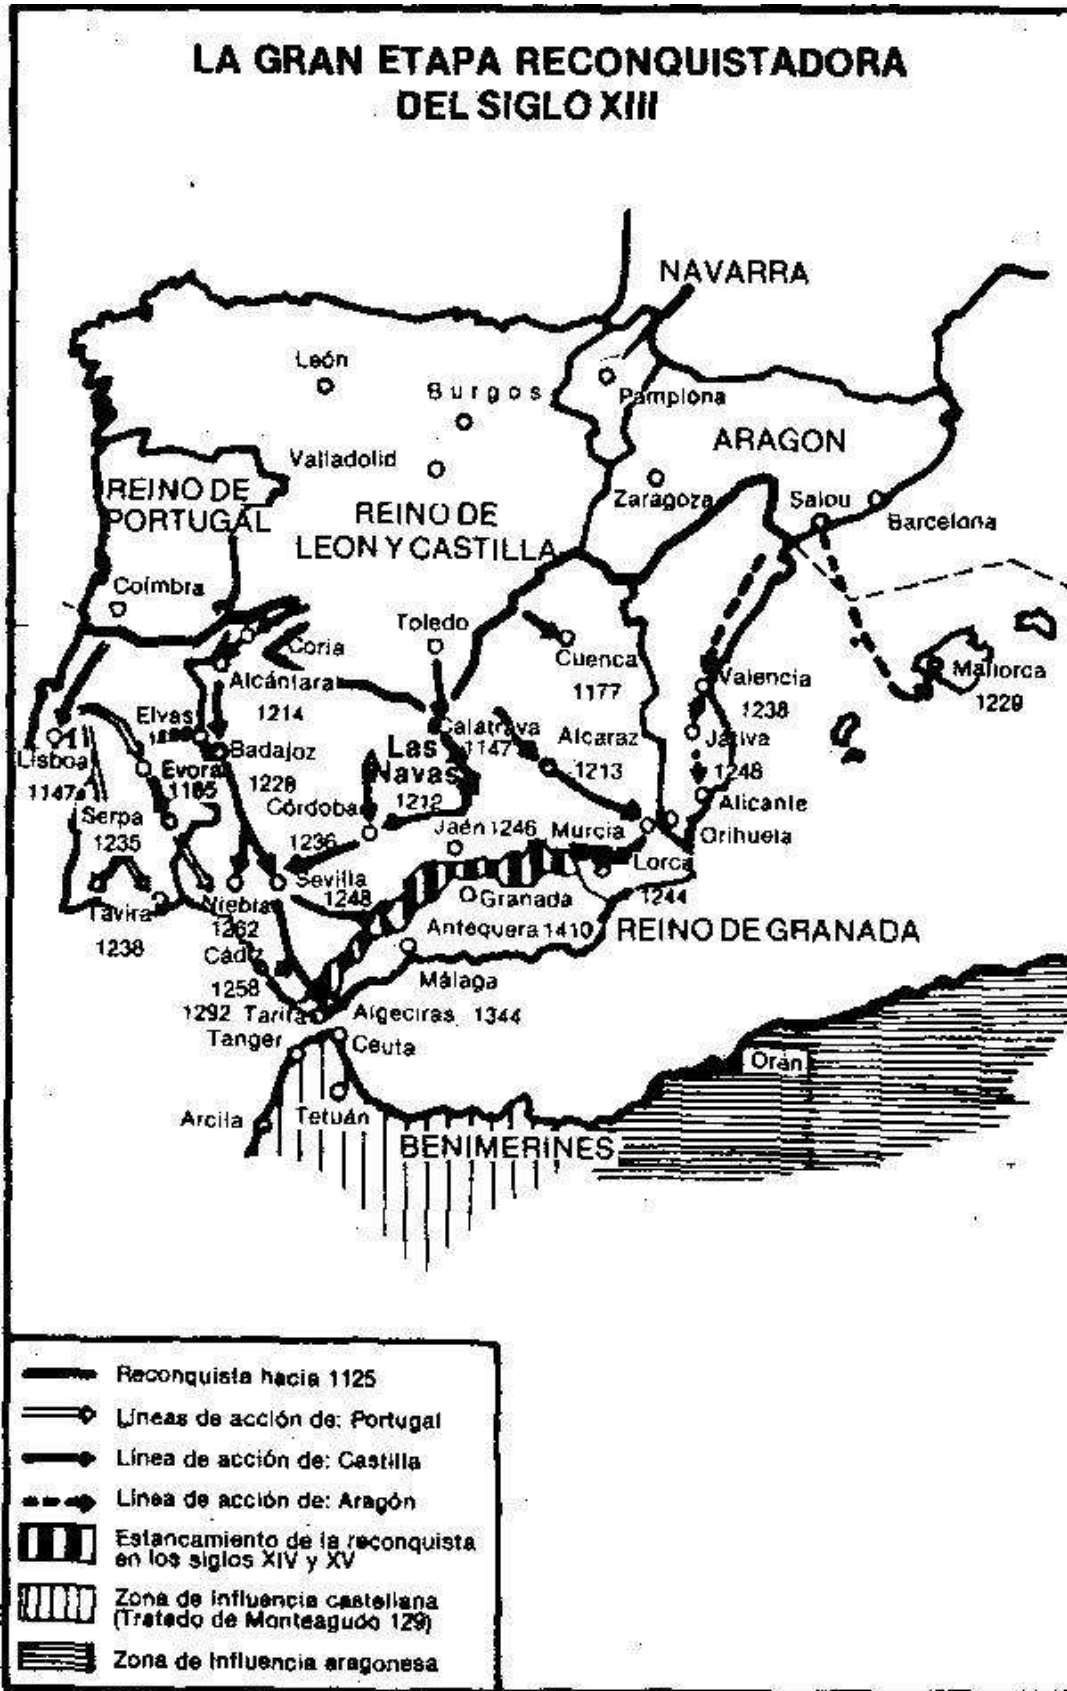 LA GRAN ETAPA RECONQUISTADORA
DEL SIGLO XIII
NAVARRA
León
Burgos
Pamplona
ARAGON
Valladolid
Zaragoza
Salou
Barcelona
REINO DE
PORTUGAL
REINO DE
LEON Y CASTILLA
Coímbra
Toledo
Coria
Cuenca
1177
Alcántara
1214
Valencia
1238
Mallorca
1229
Elvas
Badajoz
1228
Calatrava
1147
Las
Navas
1212
Alcaraz
1213
Játiva
1248
Lisboa
1147
Evora
1165
Alicante
Serpa
1235
Córdoba
1236
Jaén 1246
Murcia
Orihuela
Lorca
1244
Sevilla
1248
Granada
Tavira
1238
Niebla
1262
Antequera 1410
REINO DE GRANADA
Cádiz
1258
Málaga
1292 Tarifa
Algeciras 1344
Tanger
Ceuta
Orán
Arcila
Tetuán
BENIMERINES
Reconquista hacia 1125
Líneas de acción de: Portugal
Línea de acción de: Castilla
Línea de acción de: Aragón
Estancamiento de la reconquista
en los siglos XIV y XV
Zona de influencia castellana
(Tratado de Monteagudo 129)
Zona de influencia aragonesa